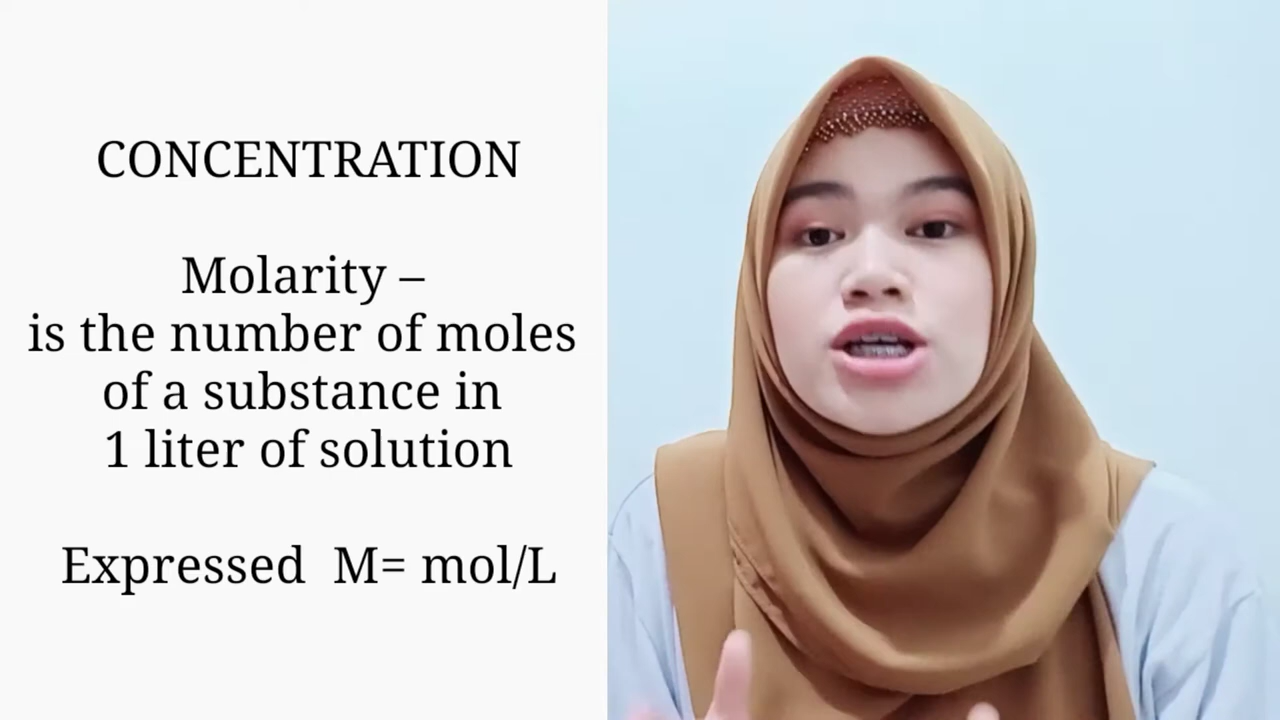 CONCENTRATION
Molarity –
is the number of moles
of a substance in
1 liter of solution
Expressed M= mol/L